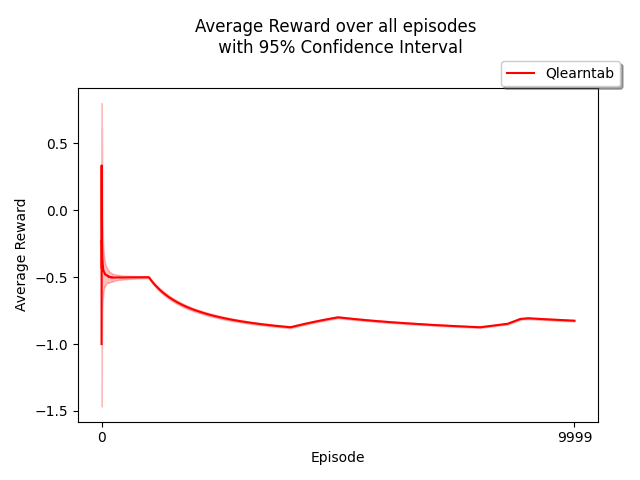 Average Reward over all episodes
with 95% Confidence Interval
Qlearntab
Average Reward
0.5
0.0
−0.5
−1.0
−1.5
0
9999
Episode